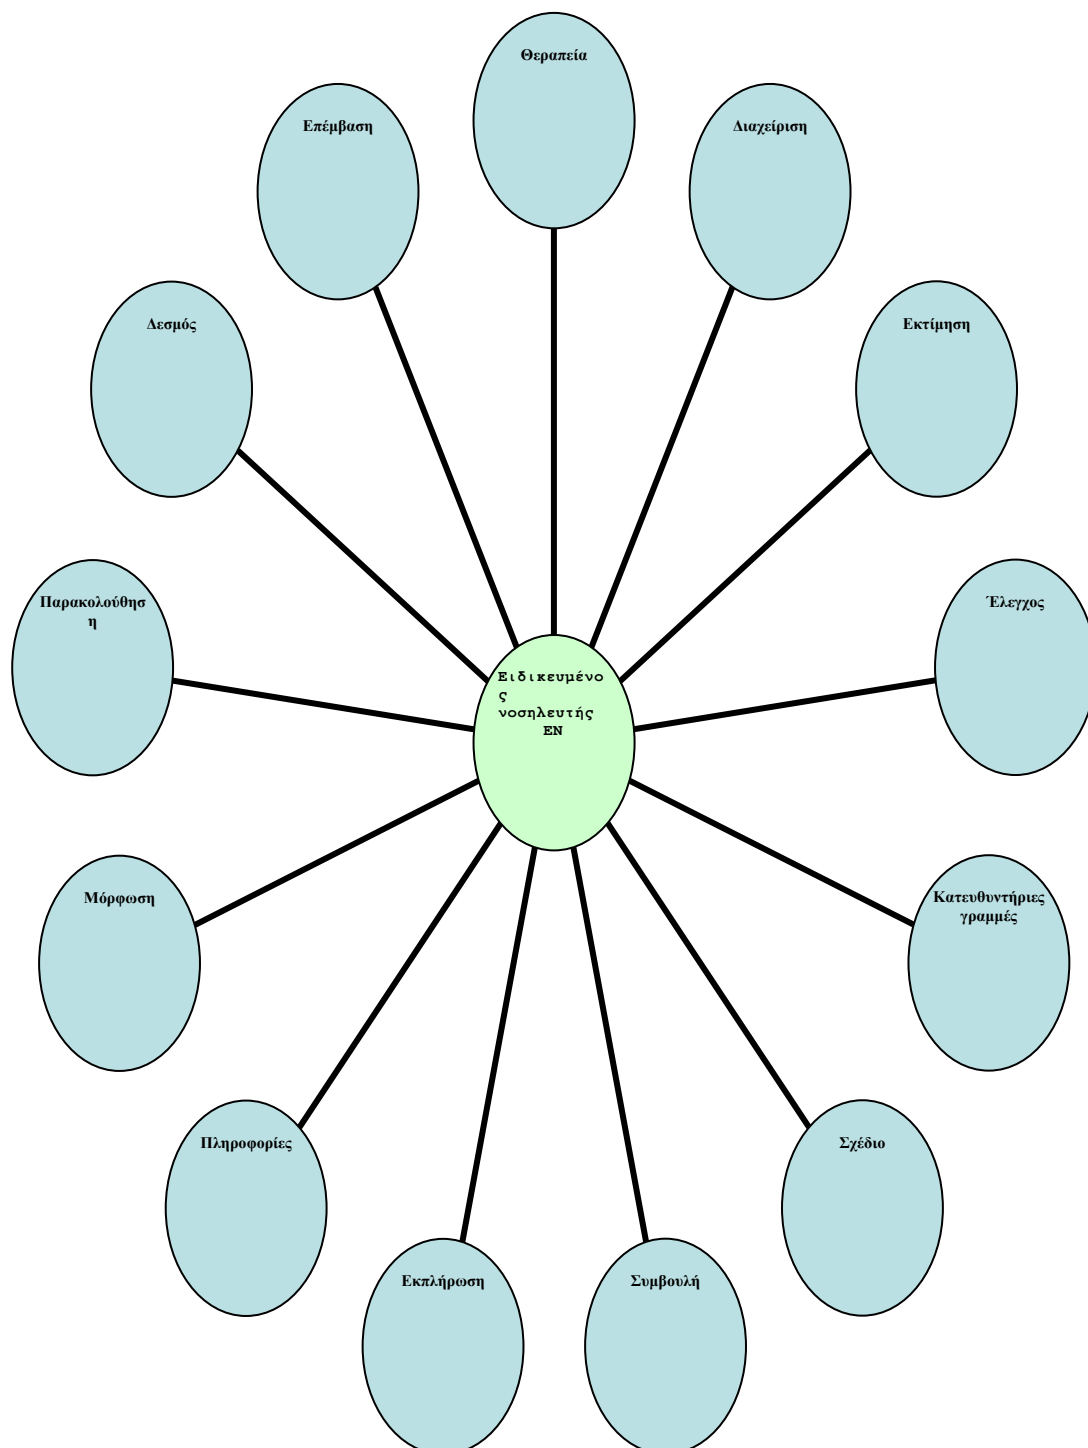 Θεραπεία
Επέμβαση
Διαχείριση
Δεσμός
Εκτίμηση
Παρακολούθησ
η
Έλεγχος
Ειδικευμένο
ς
νοσηλευτής
ΕΝ
Μόρφωση
Κατευθυντήριες
γραμμές
Πληροφορίες
Σχέδιο
Εκπλήρωση
Συμβουλή